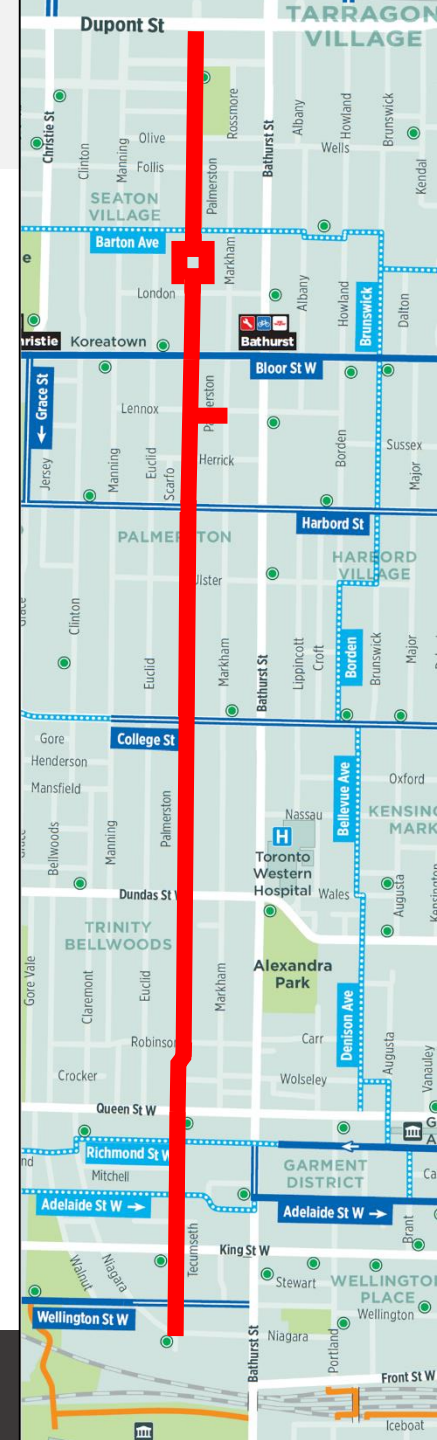 TARRAGON
VILLAGE
Dupont St
Christie St
Clinton
Manning
Olive
Follis
Rossmore
Palmerston
Bathurst St
Albany
Howland
Wells
Brunswick
Kendal
SEATON
VILLAGE
Barton Ave
Markham
London
Albany
Howland
Brunswick
Dalton
Koreatown
Bathurst
Bloor St W
← Grace St
Lennox
Jersey
Manning
Euclid
Scarfo
Herrick
Borden
Sussex
Major
Harbord St
HARBORD
VILLAGE
Ulster
Clinton
Euclid
Markham
Bathurst St
Lippincott
Croft
Borden
Brunswick
Major
College St
Gore
Henderson
Mansfield
Bellwoods
Manning
Palmerston
Bellevue Ave
Oxford
Nassau
H
Toronto
Western
Hospital
Wales
Augusta
Dundas St
TRINITY
BELLWOODS
Gore Vale
Claremont
Euclid
Markham
Alexandra
Park
Denison Ave
Augusta
Vanauley
Robinson
Carr
Crocker
Wolseley
Queen St W
Richmond St W
Mitchell
GARMENT
DISTRICT
Adelaide St W →
Adelaide St W →
Brant
King St W
Walnut
Niagara
Tecumseth
Stewart
WELLINGTON
PLACE
Wellington
Wellington St W
Bathurst St
Niagara
Portland
Front St W
Iceboat